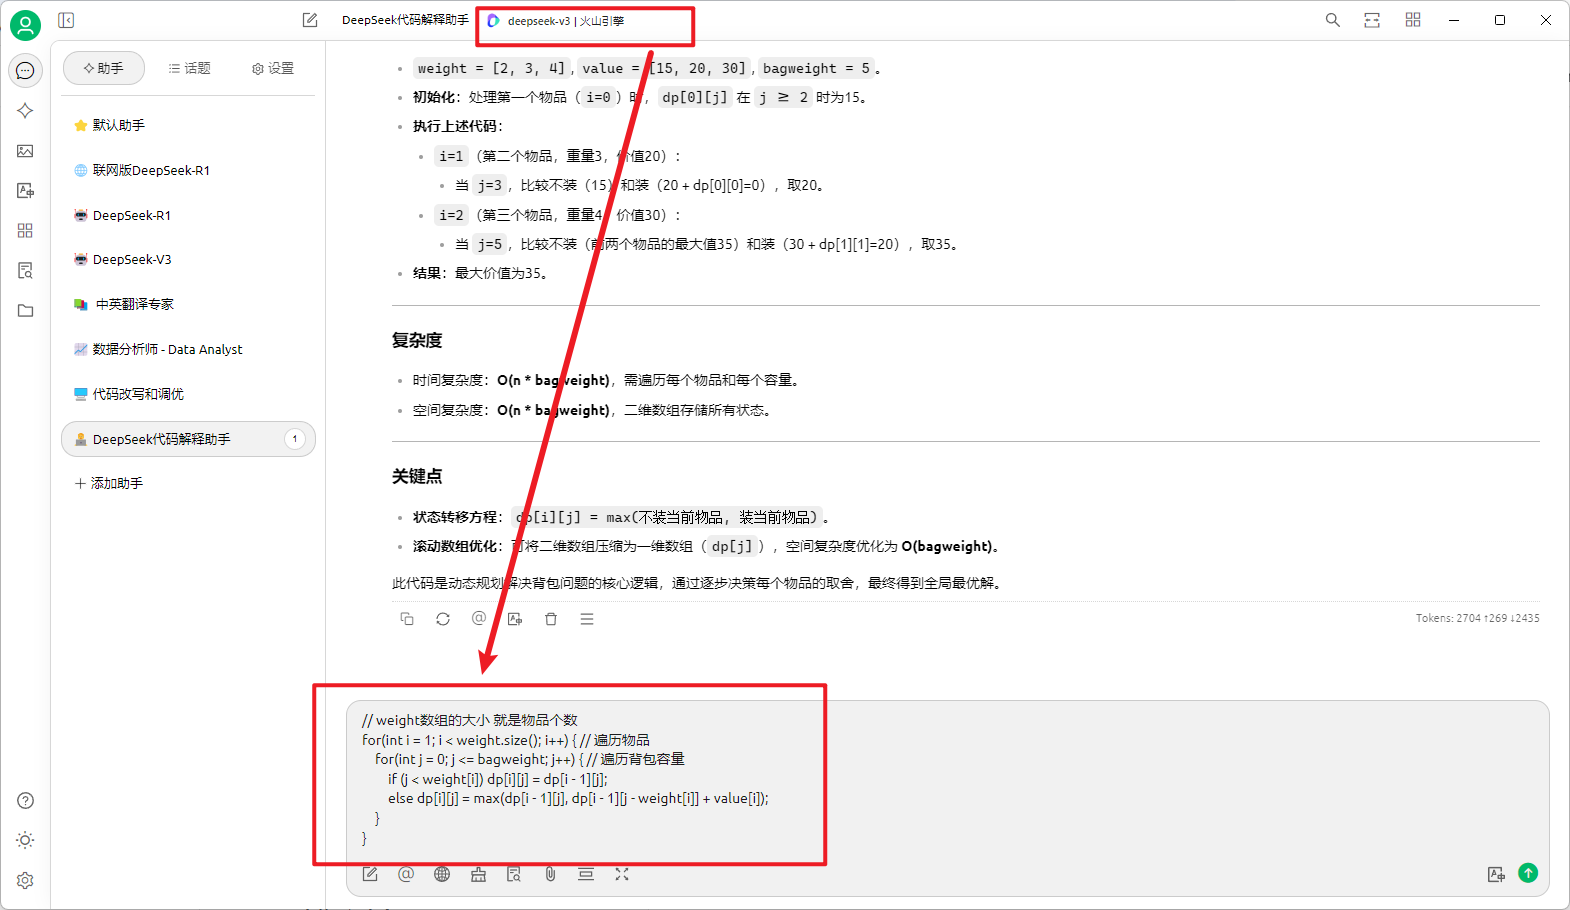 DeepSeek代码解释助手
deepseek-v3 | 火山引擎
助手
话题
设置
默认助手
联网版DeepSeek-R1
DeepSeek-R1
DeepSeek-V3
中英翻译专家
数据分析师 - Data Analyst
代码改写和调优
DeepSeek代码解释助手
1
添加助手
weight = [2, 3, 4], value = [15, 20, 30], bagweight = 5。
初始化：处理第一个物品（i=0）时，dp[0][j] 在 j ≥ 2 时为15。
执行上述代码：
i=1（第二个物品，重量3，价值20）：
当 j=3，比较不装（15）和装（20 + dp[0][0]=0），取20。
i=2（第三个物品，重量4，价值30）：
当 j=5，比较不装（前两个物品的最大值35）和装（30 + dp[1][1]=20），取35。
结果：最大价值为35。
复杂度
时间复杂度：O(n * bagweight)，需遍历每个物品和每个容量。
空间复杂度：O(n * bagweight)，二维数组存储所有状态。
关键点
状态转移方程：dp[i][j] = max(不装当前物品, 装当前物品)。
滚动数组优化：可将二维数组压缩为一维数组（dp[j]），空间复杂度优化为 O(bagweight)。
此代码是动态规划解决背包问题的核心逻辑，通过逐步决策每个物品的取舍，最终得到全局最优解。
Tokens: 2704 ↑269 ↓2435
// weight数组的大小 就是物品个数
for(int i = 1; i < weight.size(); i++) { // 遍历物品
for(int j = 0; j <= bagweight; j++) { // 遍历背包容量
if (j < weight[i]) dp[i][j] = dp[i - 1][j];
else dp[i][j] = max(dp[i - 1][j], dp[i - 1][j - weight[i]] + value[i]);
}
}